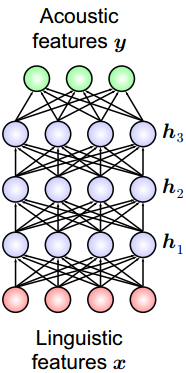 Acoustic
features y
h₃
h₂
h₁
Linguistic
features x